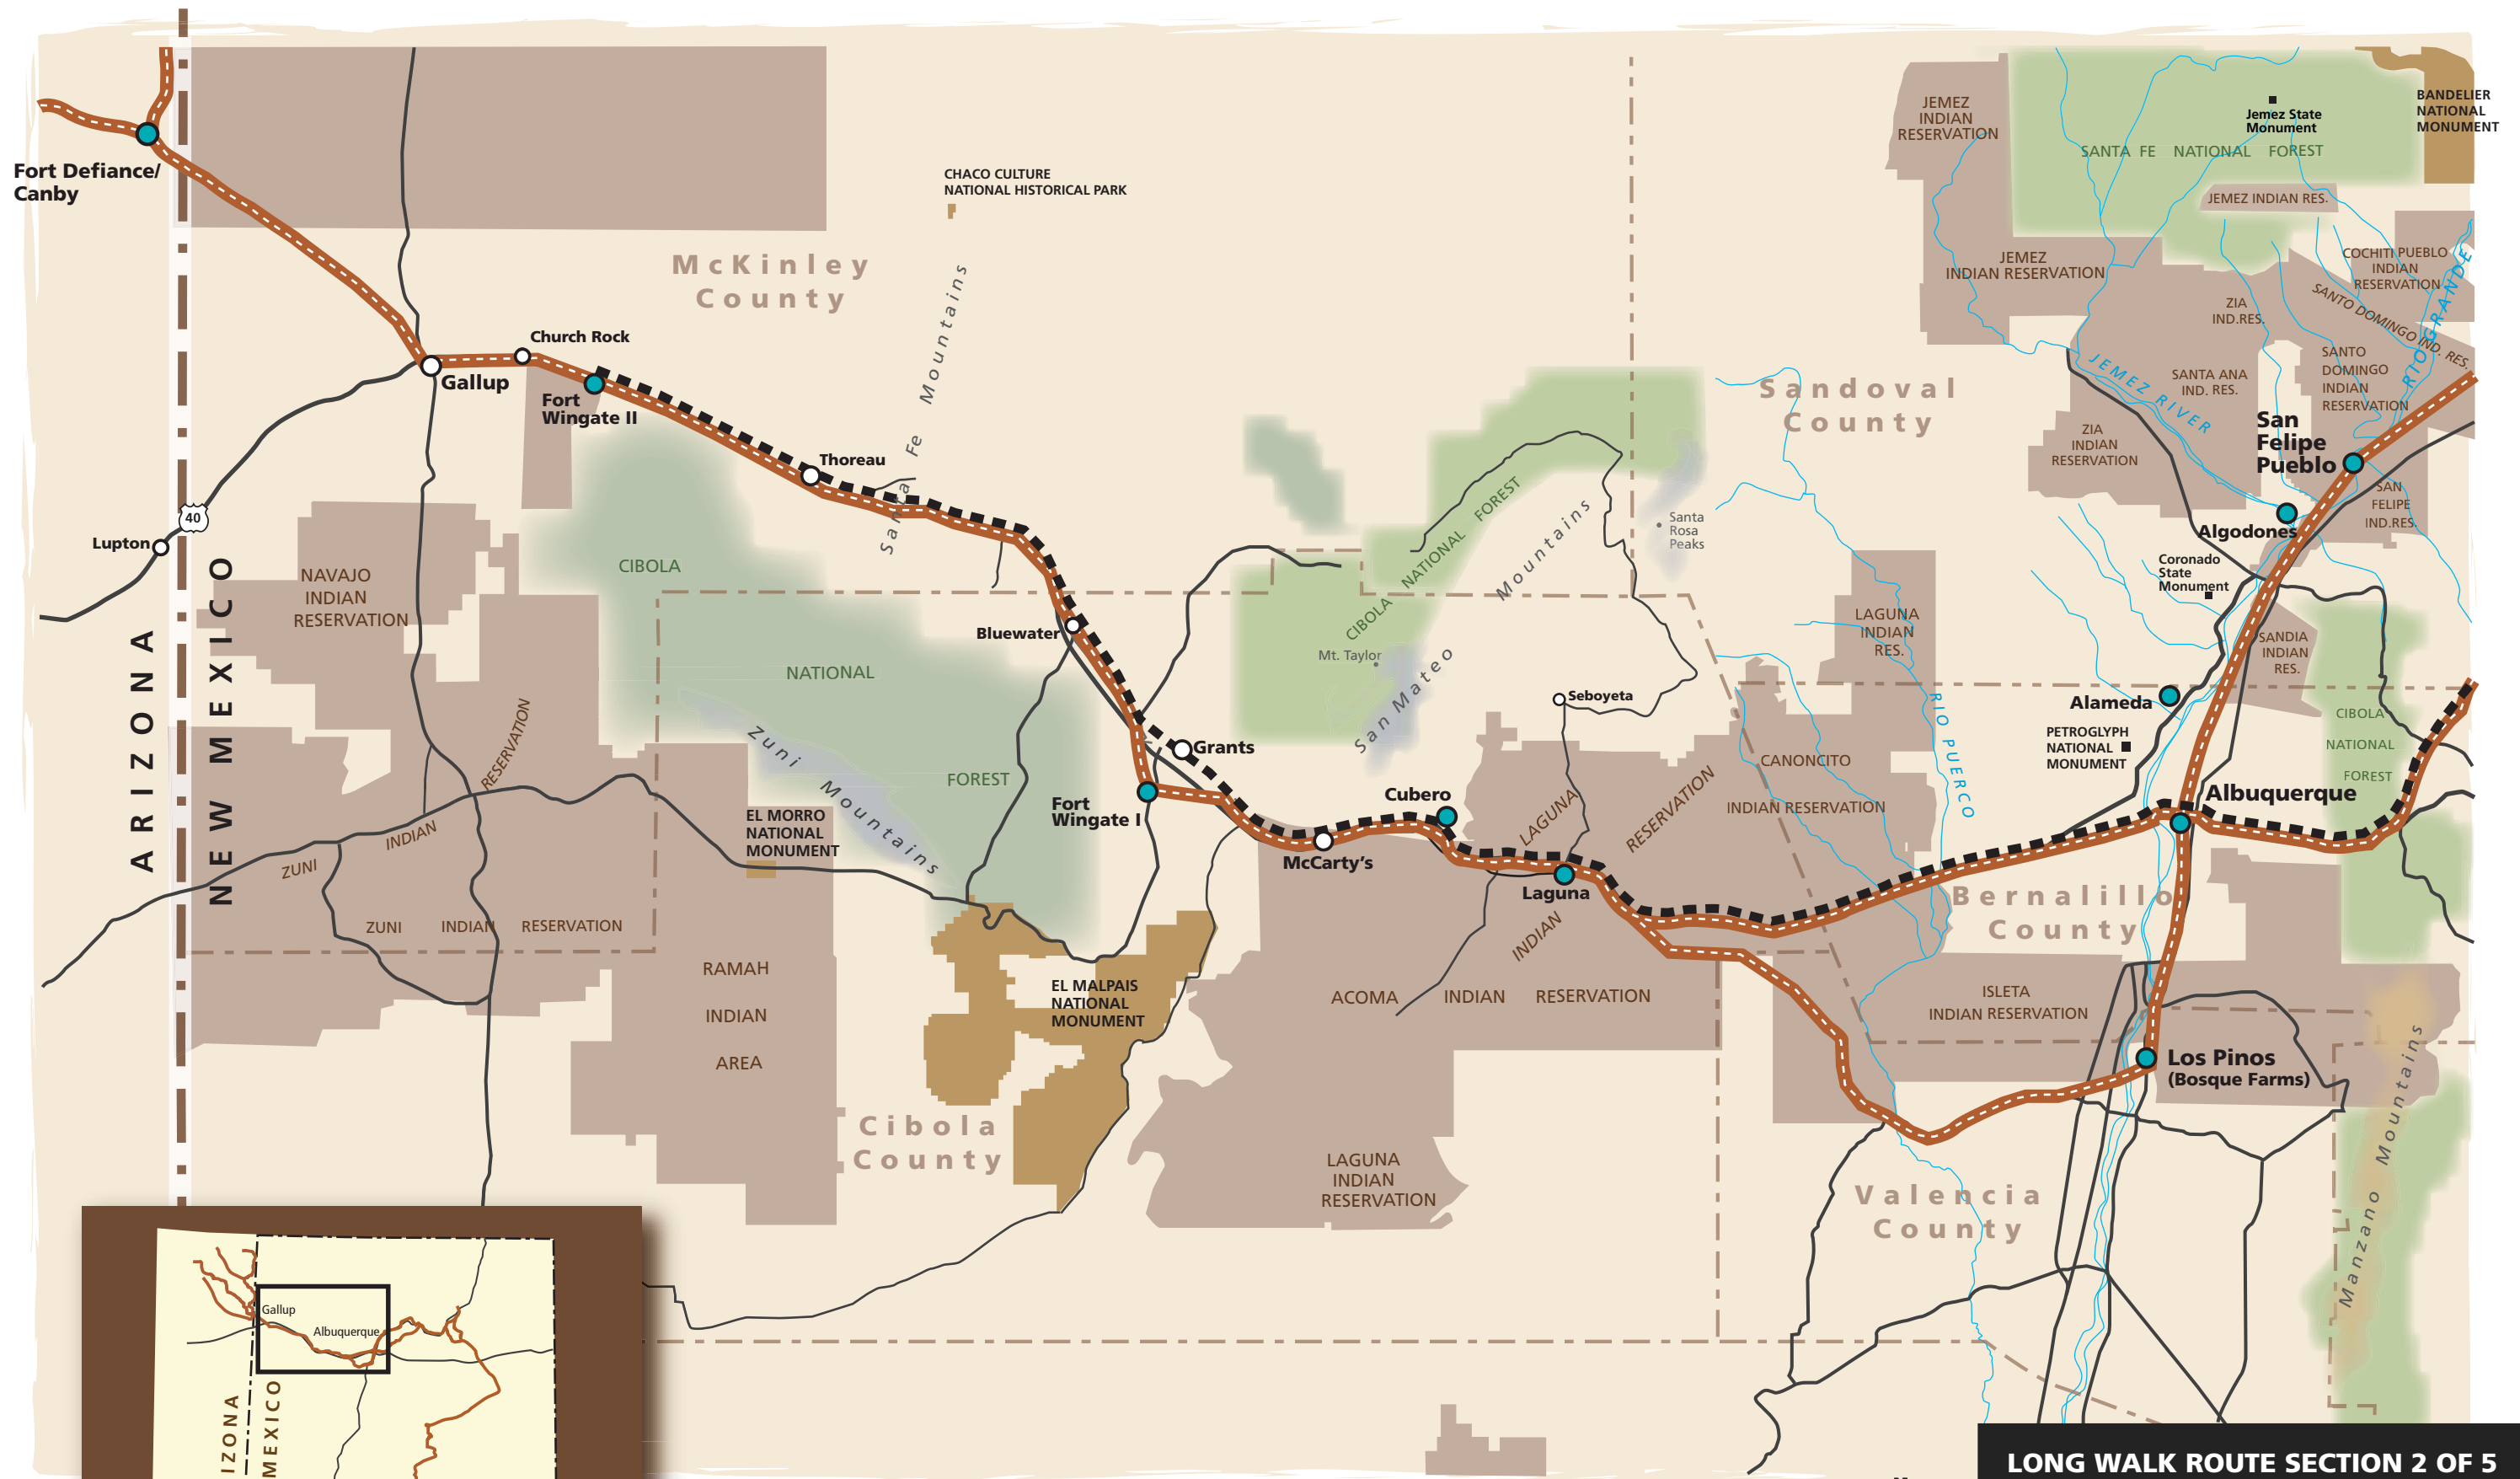 Fort Defiance/
Canby
CHACO CULTURE
NATIONAL HISTORICAL PARK
McKinley
County
Santa Fe Mountains
Church Rock
Gallup
Fort
Wingate II
Thoreau
40
Lupton
ARIZONA
NEW MEXICO
NAVAJO
INDIAN
RESERVATION
CIBOLA
NATIONAL
FOREST
Zuni Mountains
Bluewater
Grants
Fort
Wingate I
EL MORRO
NATIONAL
MONUMENT
ZUNI INDIAN RESERVATION
ZUNI INDIAN RESERVATION
RAMAH
INDIAN
AREA
EL MALPAIS
NATIONAL
MONUMENT
Cibola
County
McCarty's
Cubero
Laguna
LAGUNA
INDIAN
RESERVATION
ACOMA INDIAN RESERVATION
LAGUNA
INDIAN
RESERVATION
CIBOLA NATIONAL FOREST
Mt. Taylor
San Mateo Mountains
Santa
Rosa
Peaks
Seboyeta
Sandoval
County
JEMEZ
INDIAN
RESERVATION
Jemez State
Monument
SANTA FE NATIONAL FOREST
BANDELIER
NATIONAL
MONUMENT
JEMEZ INDIAN RES.
JEMEZ
INDIAN RESERVATION
COCHITI PUEBLO
INDIAN
RESERVATION
ZIA
IND.RES.
SANTO DOMINGO IND. RES.
RIO GRANDE
SANTO
DOMINGO
INDIAN
RESERVATION
SANTA ANA
IND. RES.
JEMEZ RIVER
ZIA
INDIAN
RESERVATION
San
Felipe
Pueblo
SAN
FELIPE
IND.RES.
Algodones
Coronado
State
Monument
SANDIA
INDIAN
RES.
LAGUNA
INDIAN
RES.
RIO PUERCO
Alameda
PETROGLYPH
NATIONAL
MONUMENT
CIBOLA
NATIONAL
FOREST
CANONCITO
INDIAN RESERVATION
Albuquerque
Bernalillo
County
ISLETA
INDIAN RESERVATION
Los Pinos
(Bosque Farms)
Manzano Mountains
Valencia
County
Gallup
Albuquerque
IZONA
MEXICO
LONG WALK ROUTE SECTION 2 OF 5